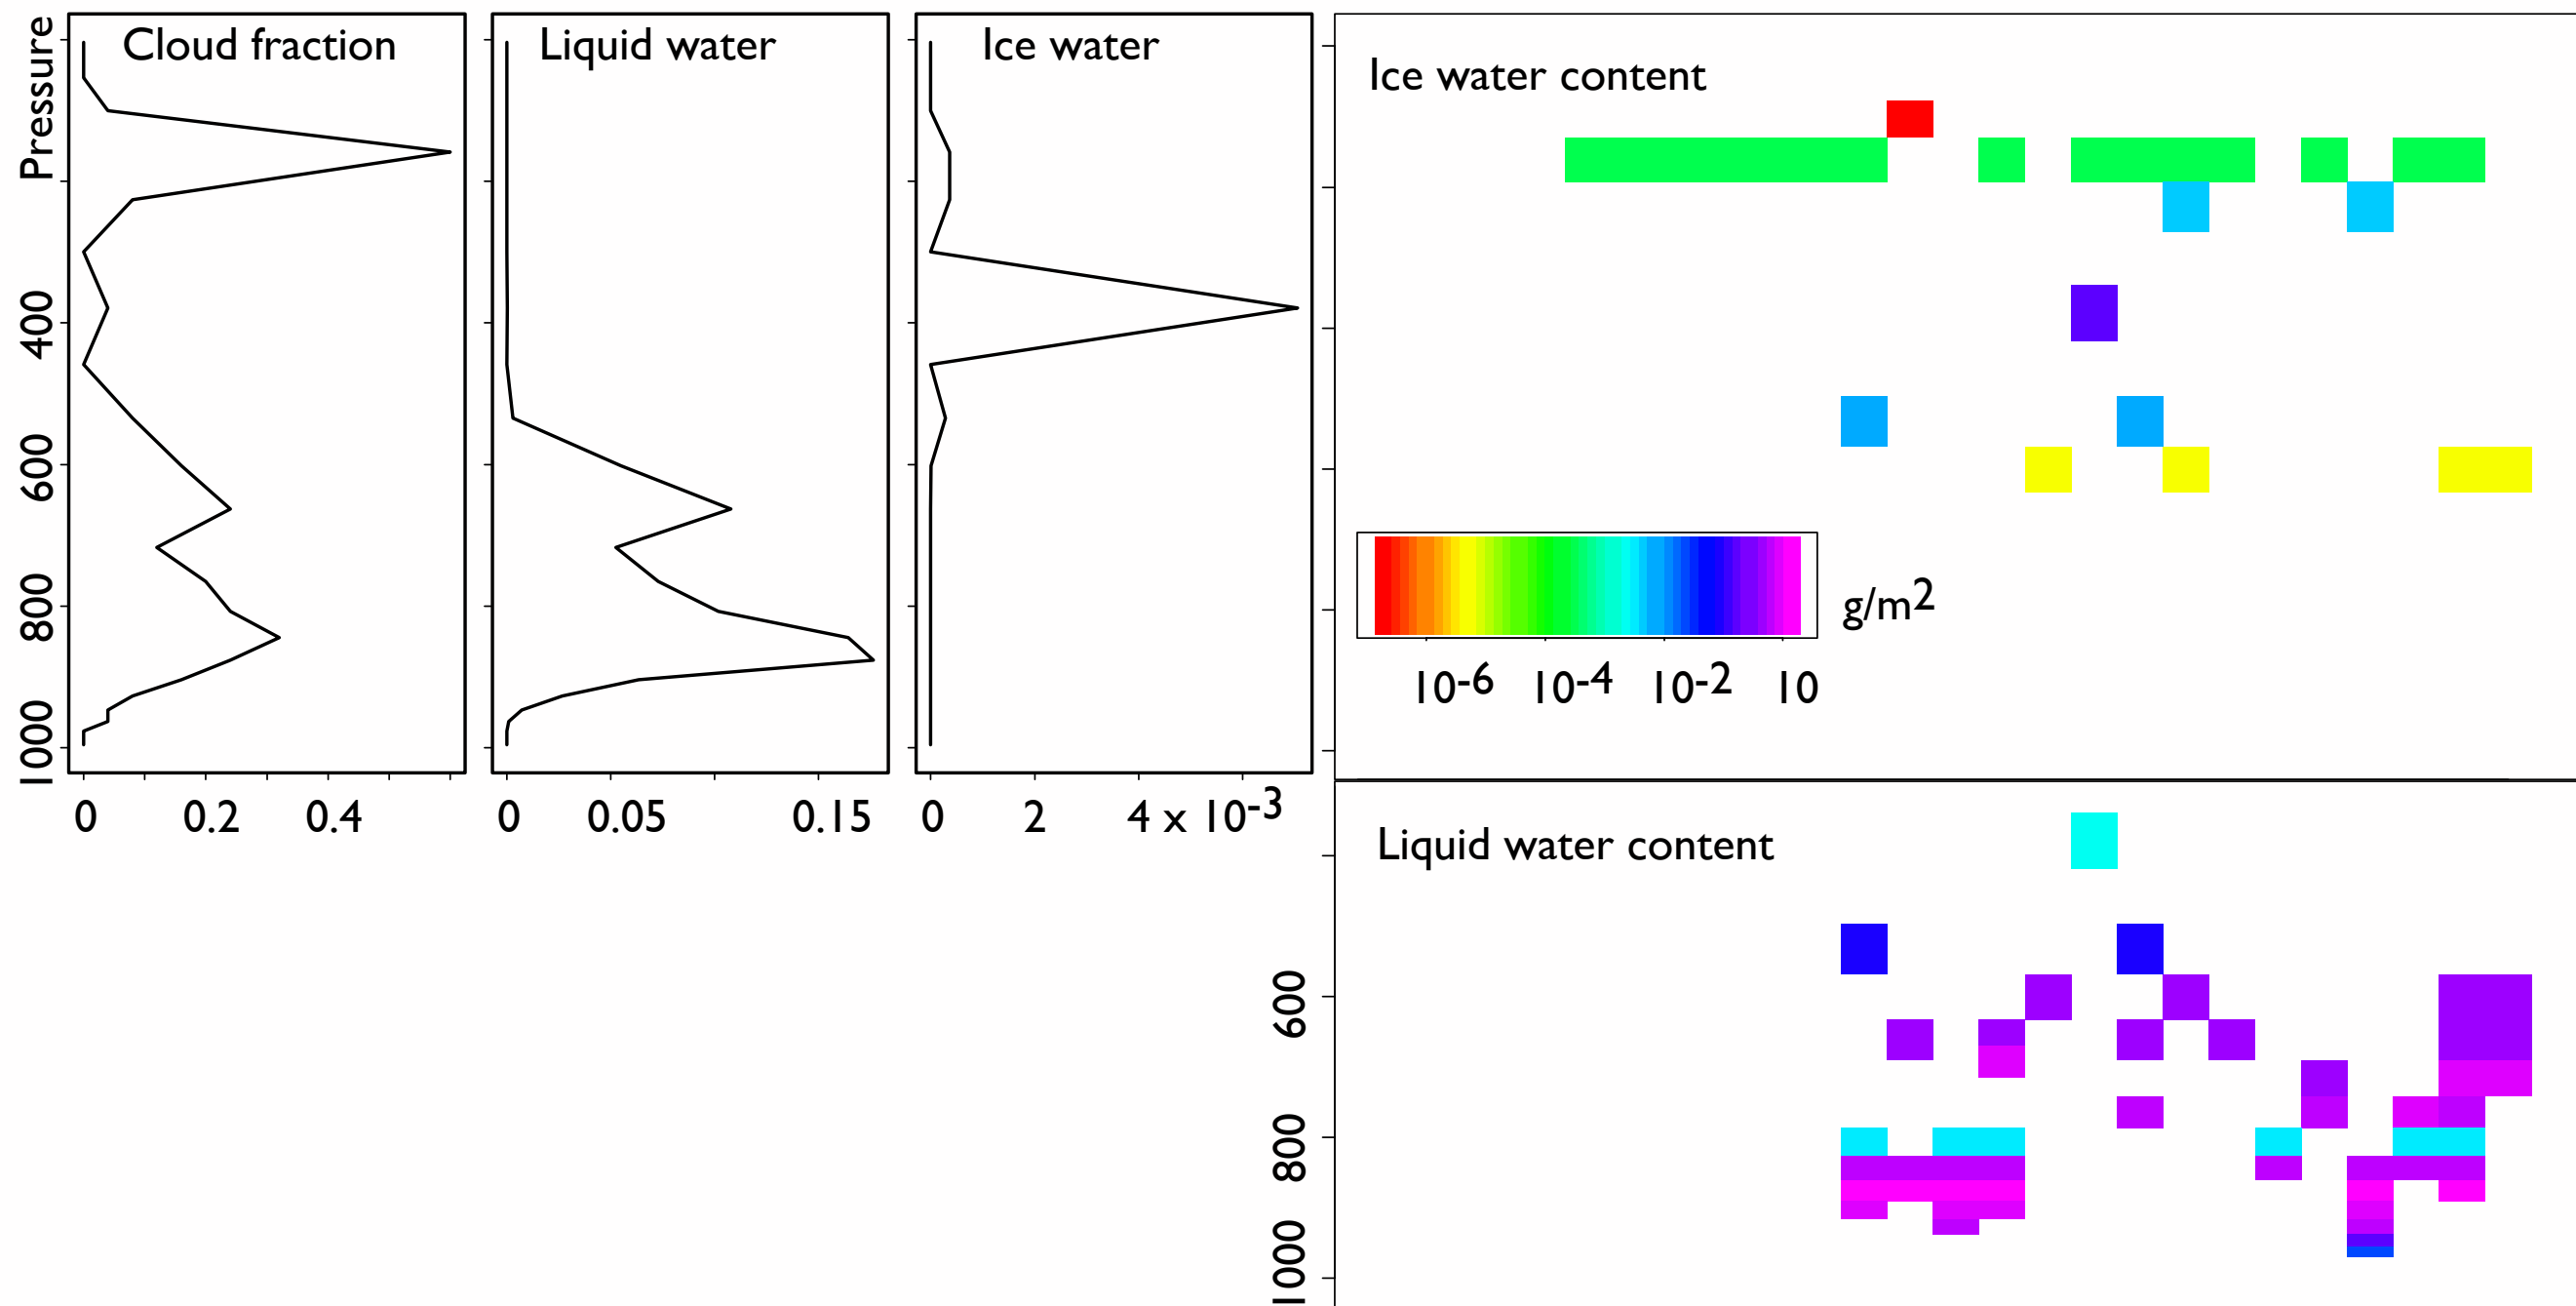 Cloud fraction
Liquid water
Ice water
Pressure
400
600
800
1000
0 0.2 0.4
0 0.05 0.15
0 2 4 x 10-3
Ice water content
g/m2
10-6 10-4 10-2 10
Liquid water content
600
800
1000